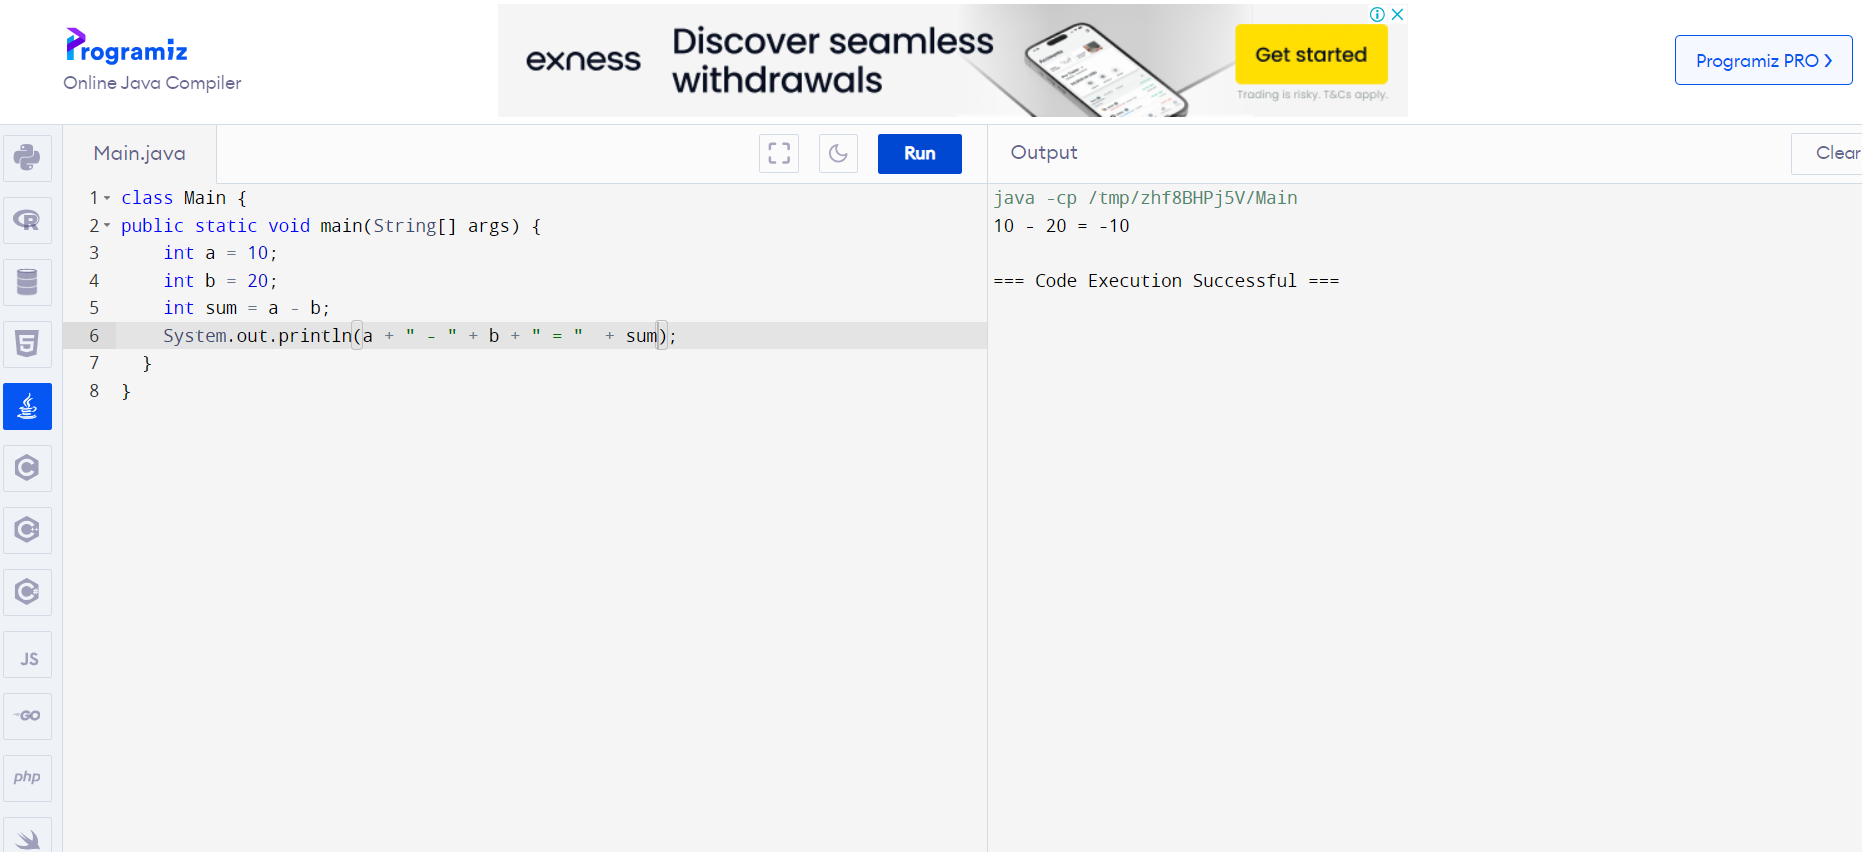 Programiz
Online Java Compiler
exness
Discover seamless
withdrawals
Get started
Trading is risky. T&Cs apply.
Programiz PRO ❯
Main.java
Run
Output
Clear
1 class Main {
2 public static void main(String[] args) {
3     int a = 10;
4     int b = 20;
5     int sum = a - b;
6     System.out.println(a + " - " + b + " = "  + sum);
7   }
8 }
java -cp /tmp/zhf8BHPj5V/Main
10 - 20 = -10
=== Code Execution Successful ===
R
5
C
C++
C#
JS
GO
php